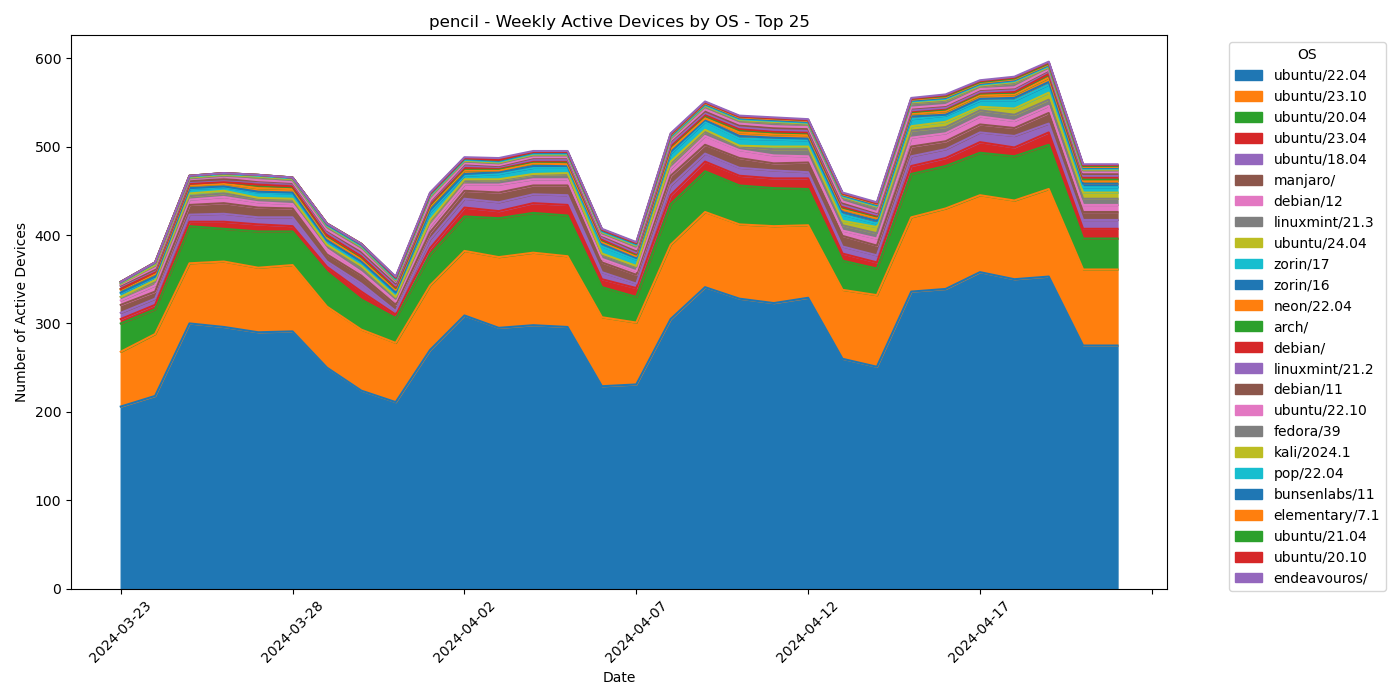 pencil - Weekly Active Devices by OS - Top 25
Number of Active Devices
600
500
400
300
200
100
0
2024-03-23
2024-03-28
2024-04-02
2024-04-07
2024-04-12
2024-04-17
Date
OS
ubuntu/22.04
ubuntu/23.10
ubuntu/20.04
ubuntu/23.04
ubuntu/18.04
manjaro/
debian/12
linuxmint/21.3
ubuntu/24.04
zorin/17
zorin/16
neon/22.04
arch/
debian/
linuxmint/21.2
debian/11
ubuntu/22.10
fedora/39
kali/2024.1
pop/22.04
bunsenlabs/11
elementary/7.1
ubuntu/21.04
ubuntu/20.10
endeavouros/